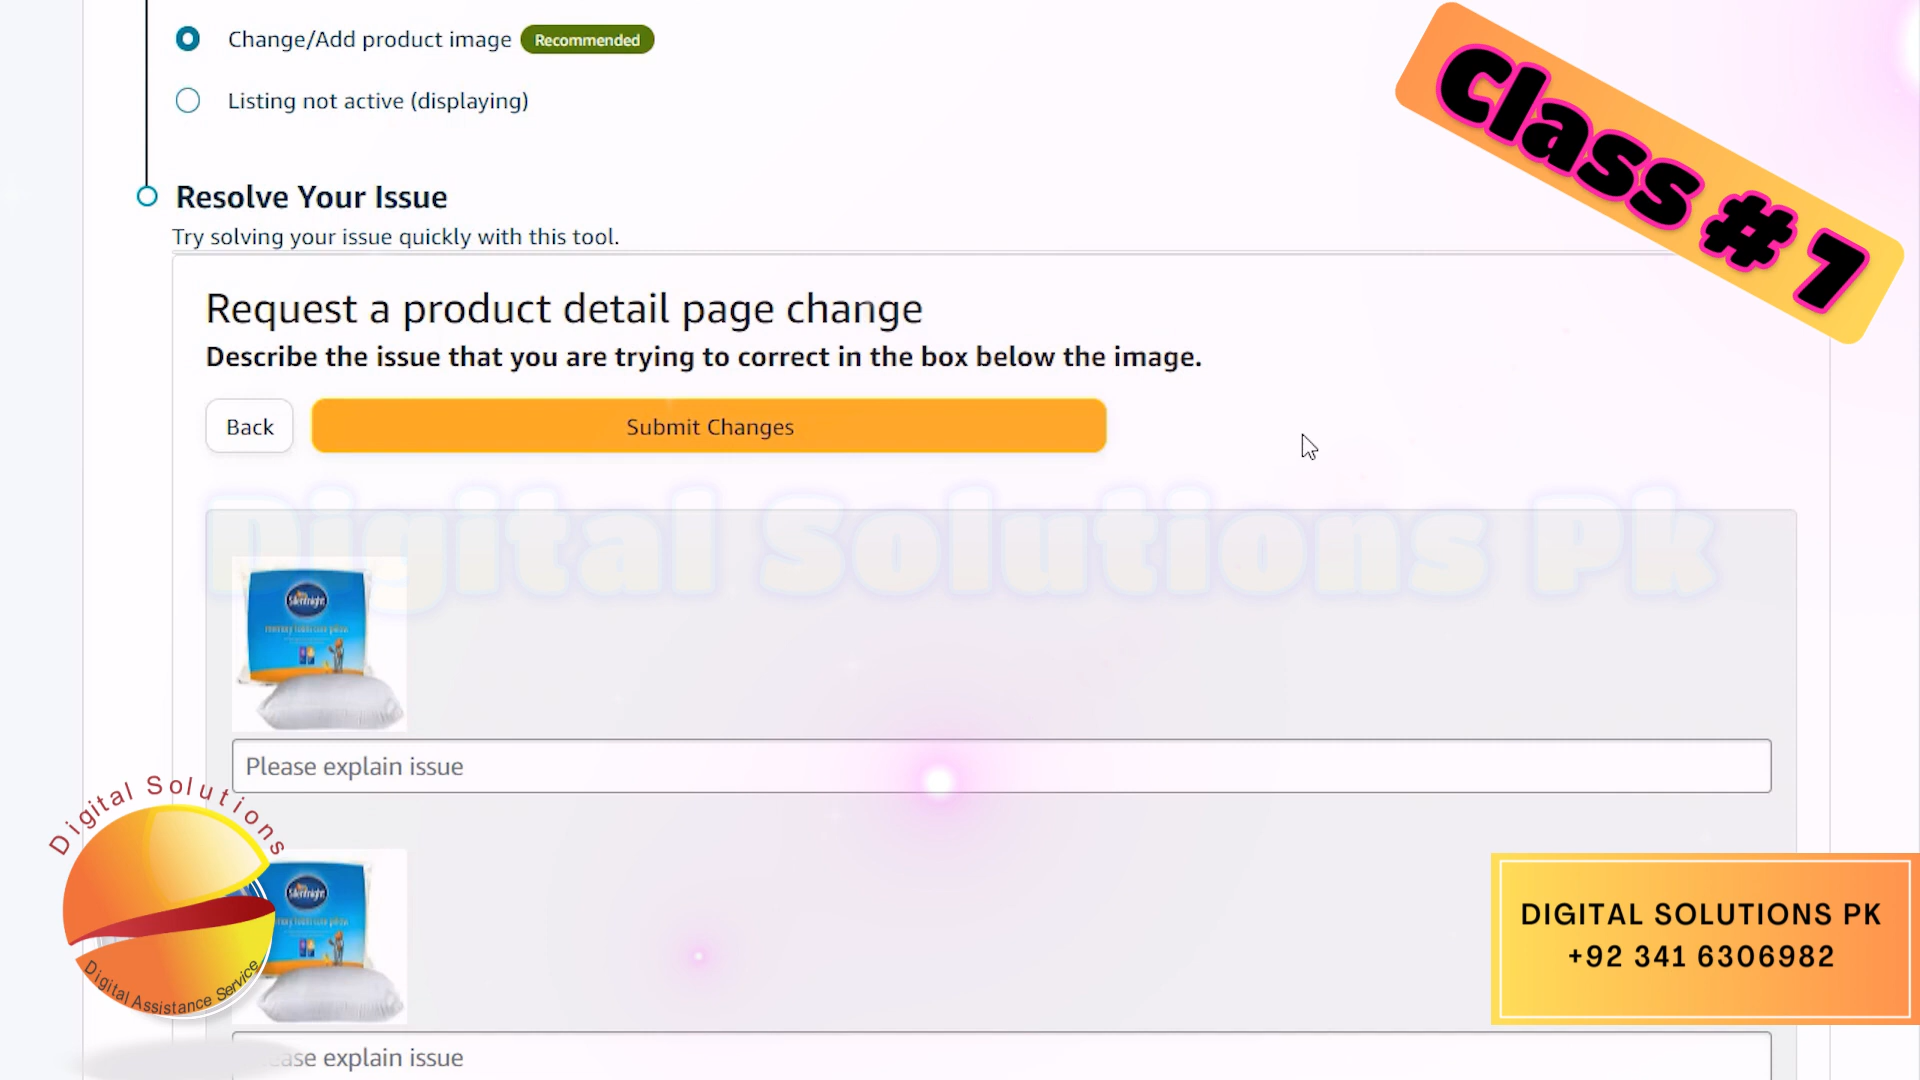 Change/Add product image Recommended
Listing not active (displaying)
Class # 7
Resolve Your Issue
Try solving your issue quickly with this tool.
Request a product detail page change
Describe the issue that you are trying to correct in the box below the image.
Back
Submit Changes
Digital Solutions Pk
Silentnight
Please explain issue
Digital Solutions
Digital Assistance Service
Silentnight
DIGITAL SOLUTIONS PK
+92 341 6306982
explain issue